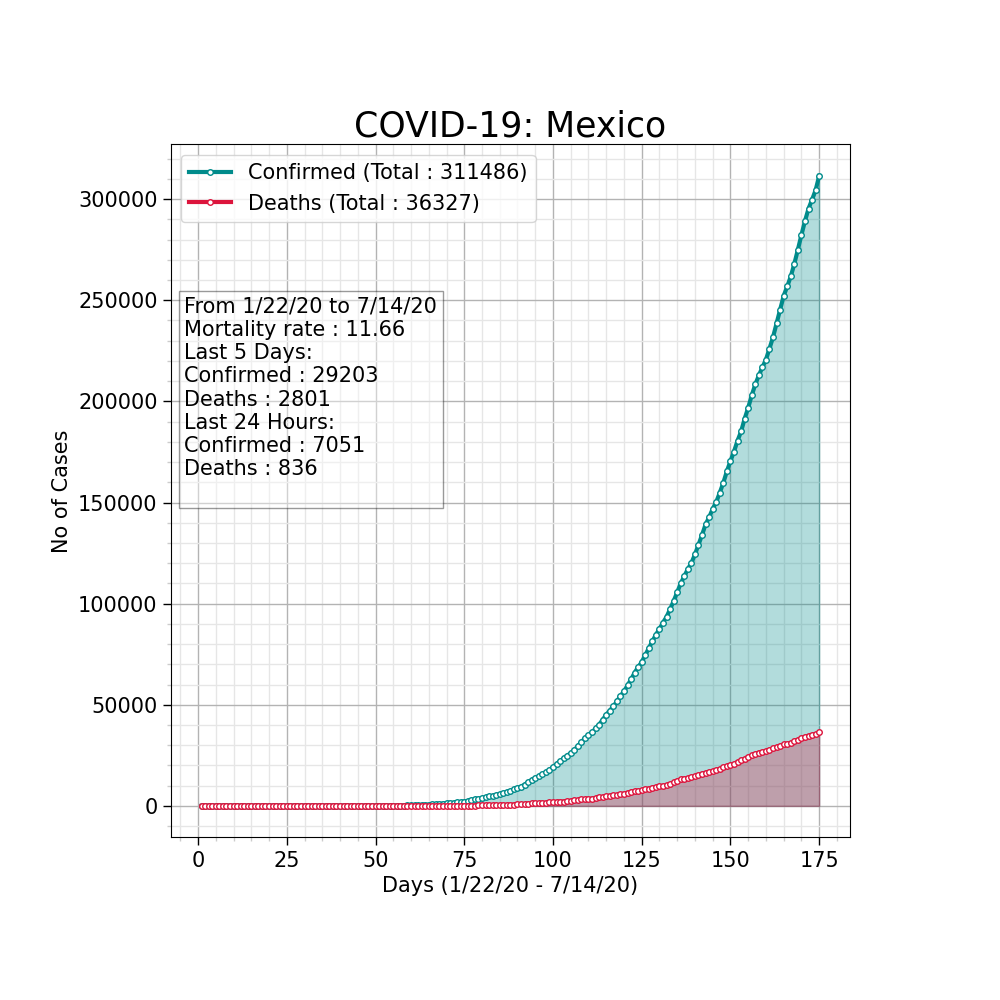 COVID-19: Mexico
Confirmed (Total : 311486)
Deaths (Total : 36327)
From 1/22/20 to 7/14/20
Mortality rate : 11.66
Last 5 Days:
Confirmed : 29203
Deaths : 2801
Last 24 Hours:
Confirmed : 7051
Deaths : 836
No of Cases
300000
250000
200000
150000
100000
50000
0
0 25 50 75 100 125 150 175
Days (1/22/20 - 7/14/20)